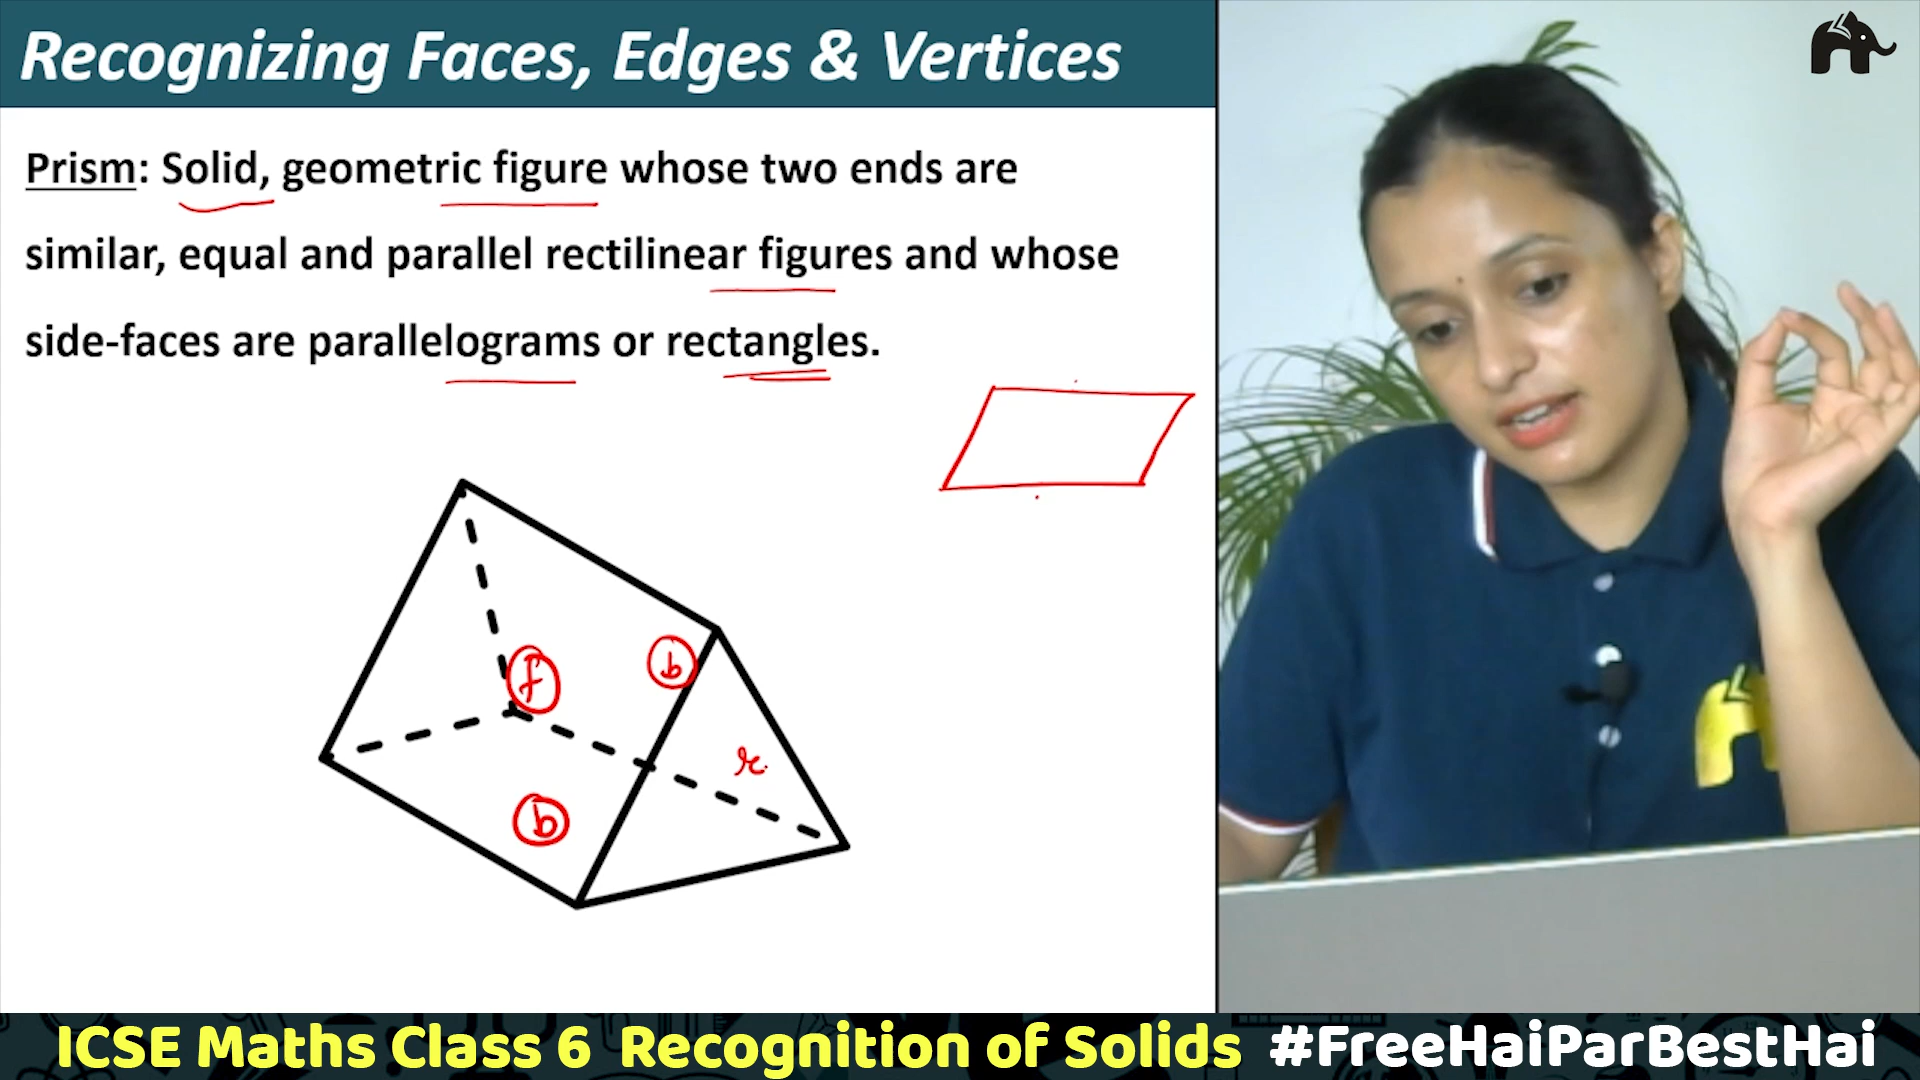 Recognizing Faces, Edges & Vertices
Prism: Solid, geometric figure whose two ends are
similar, equal and parallel rectilinear figures and whose
side-faces are parallelograms or rectangles.
f
b
r
b
ICSE Maths Class 6 Recognition of Solids #FreeHaiParBestHai